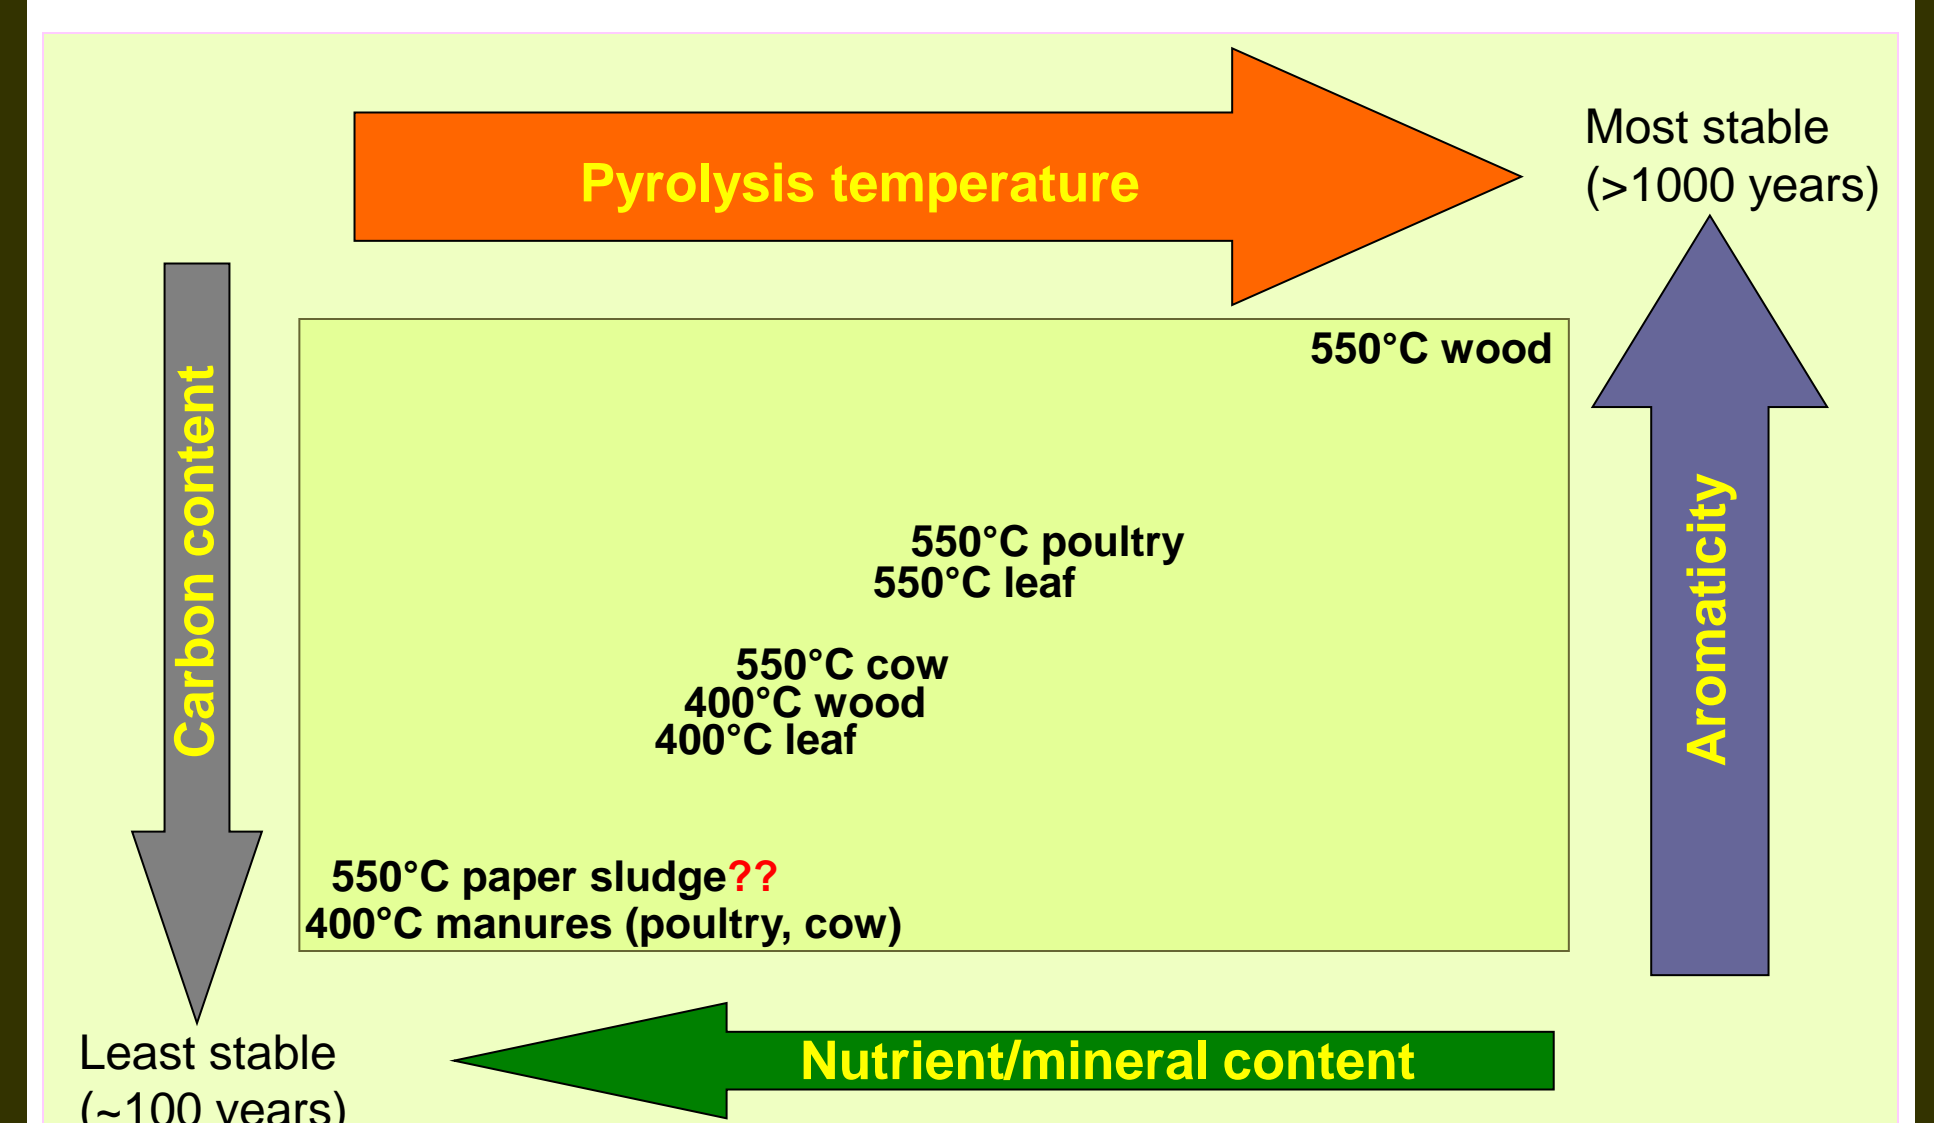 Pyrolysis temperature
Most stable
(>1000 years)
Carbon content
550°C wood
550°C poultry
550°C leaf
550°C cow
400°C wood
400°C leaf
Aromaticity
550°C paper sludge??
400°C manures (poultry, cow)
Least stable
(~100 years)
Nutrient/mineral content